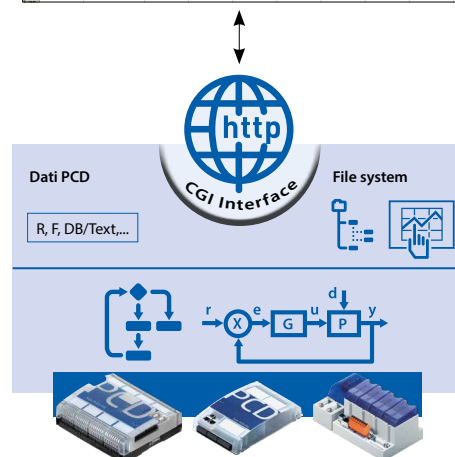 http
CGI Interface
Dati PCD
File system
R, F, DB/Text,...
d
r e u y
X G P
PCD
PCD